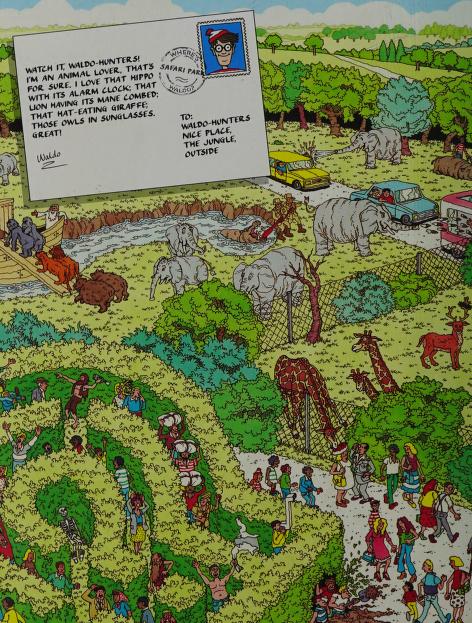 WATCH IT, WALDO-HUNTERS!
I'M AN ANIMAL LOVER, THAT'S
FOR SURE. I LOVE THAT HIPPO
WITH ITS ALARM CLOCK; THAT
LION HAVING ITS MANE COMBED;
THAT HAT-EATING GIRAFFE;
THOSE OWLS IN SUNGLASSES.
GREAT!
Waldo
WHERE'S
SAFARI PARK
WALDO?
TO:
WALDO-HUNTERS
NICE PLACE,
THE JUNGLE,
OUTSIDE